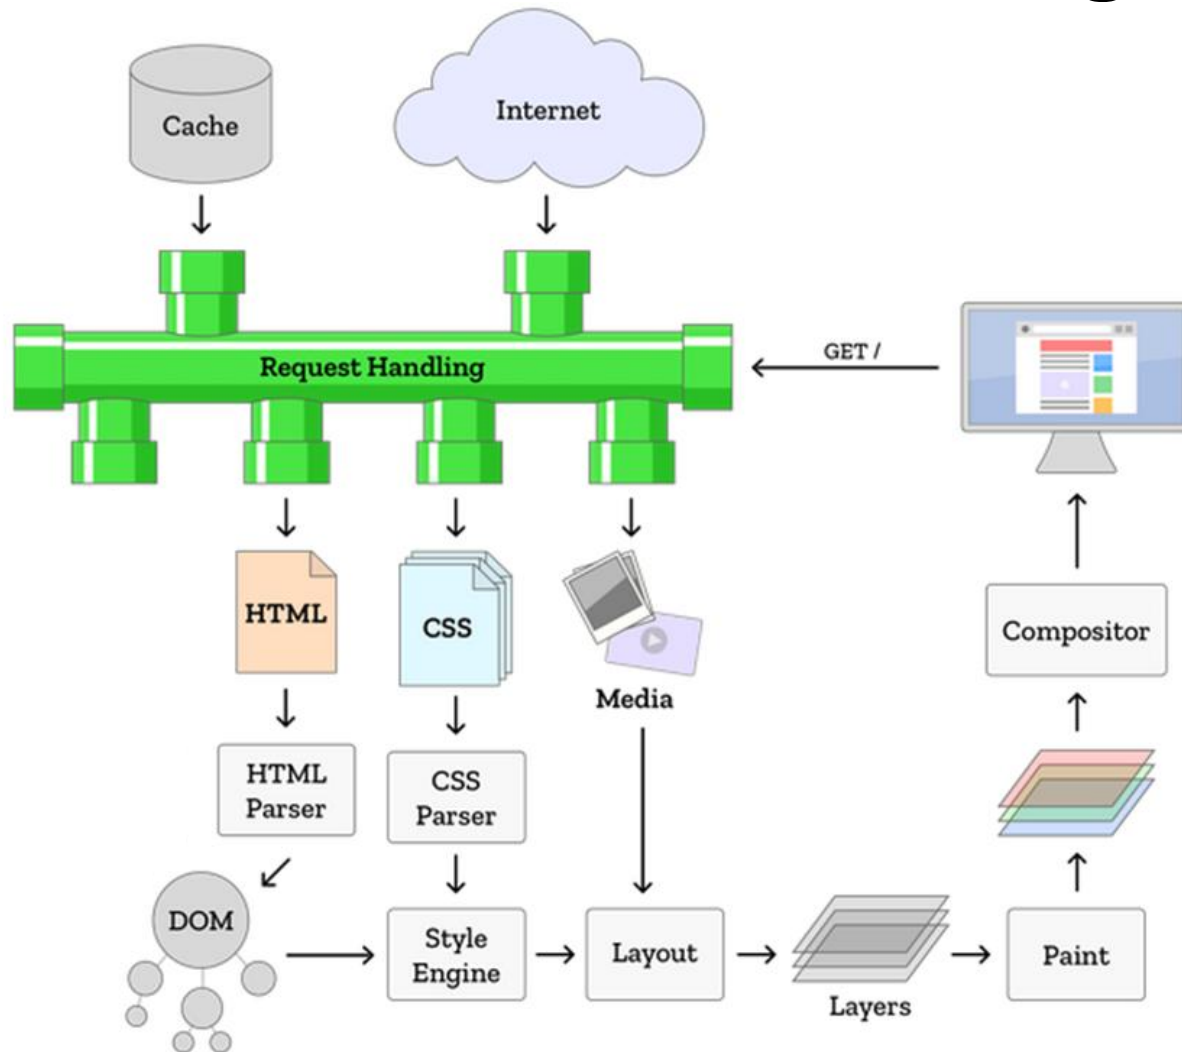 Cache
Internet
Request Handling
GET /
HTML
CSS
Media
Compositor
HTML
Parser
CSS
Parser
DOM
Style
Engine
Layout
Layers
Paint